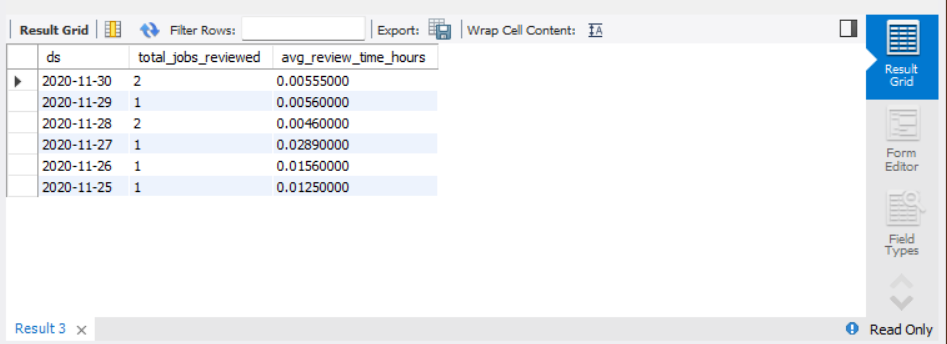 Result Grid Filter Rows: Export: Wrap Cell Content: IA
ds total_jobs_reviewed avg_review_time_hours
2020-11-30 2 0.00555000
2020-11-29 1 0.00560000
2020-11-28 2 0.00460000
2020-11-27 1 0.02890000
2020-11-26 1 0.01560000
2020-11-25 1 0.01250000
Result
Grid
Form
Editor
Field
Types
Result 3 Read Only